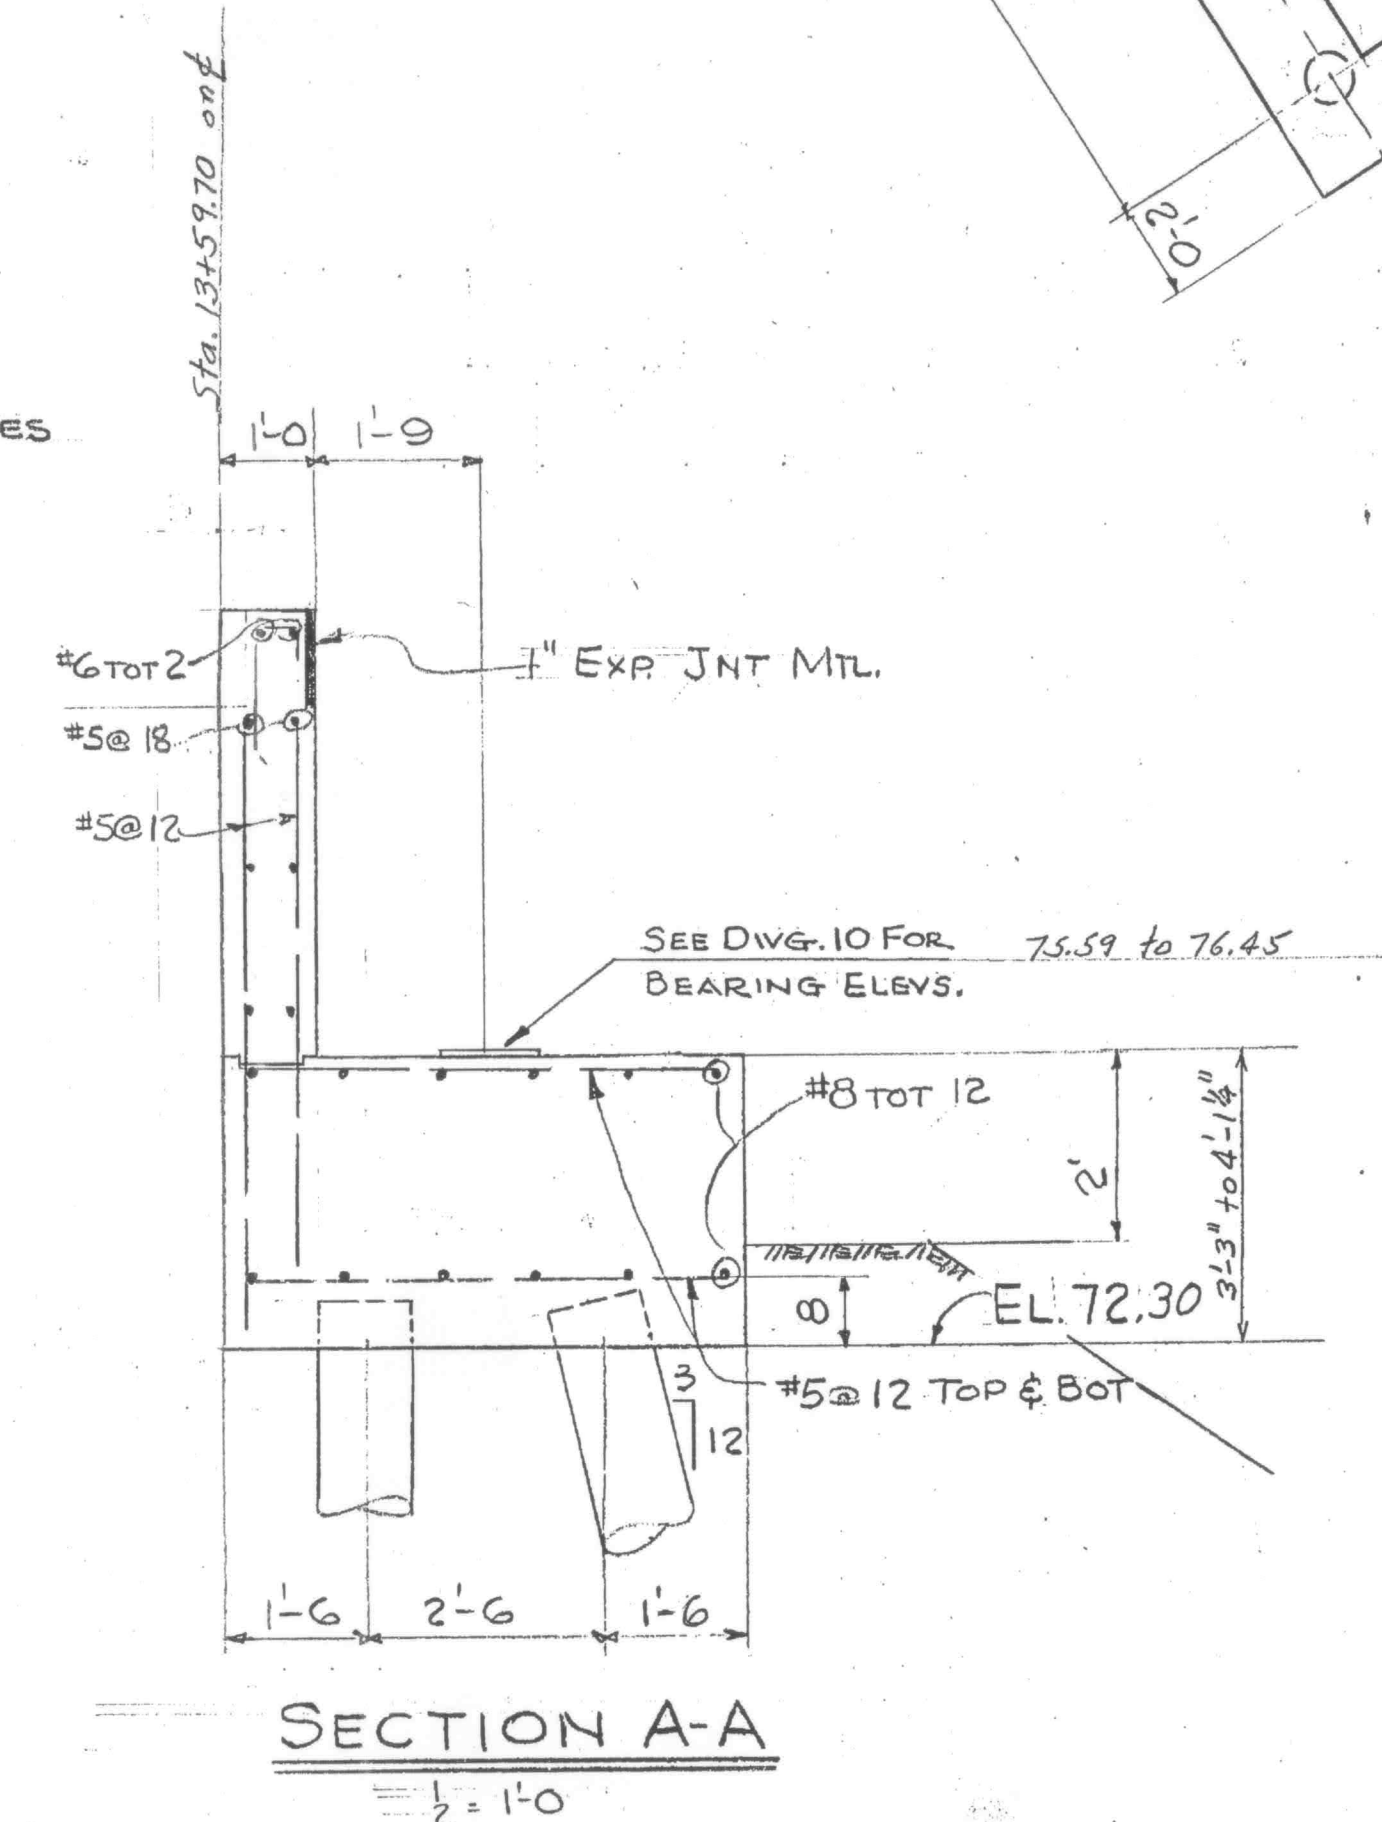 Sta. 13+59.70 on ℄
2'-0
ES
1'-0
1'-9
#6 TOT 2
1" EXP. JNT MTL.
#5@ 18
#5@12
SEE DWG. 10 FOR
BEARING ELEVS.
75.59 to 76.45
#8 TOT 12
2'
3'-3" to 4'-1¼"
8
EL. 72.30
#5@12 TOP & BOT
3
12
1'-6
2'-6
1'-6
SECTION A-A
½ = 1'-0